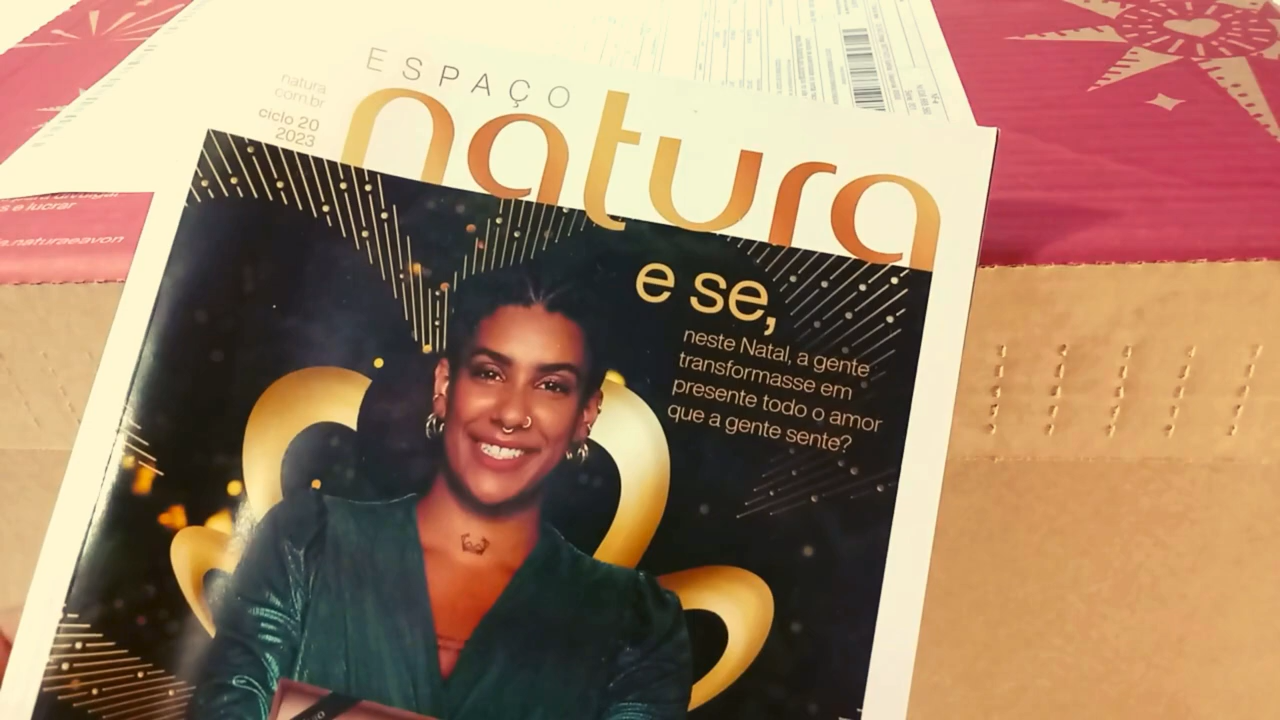 ESPAÇO
natura
com.br
ciclo 20
2023
natura
e se,
neste Natal, a gente
transformasse em
presente todo o amor
que a gente sente?
s e lucrar
.naturaeavon